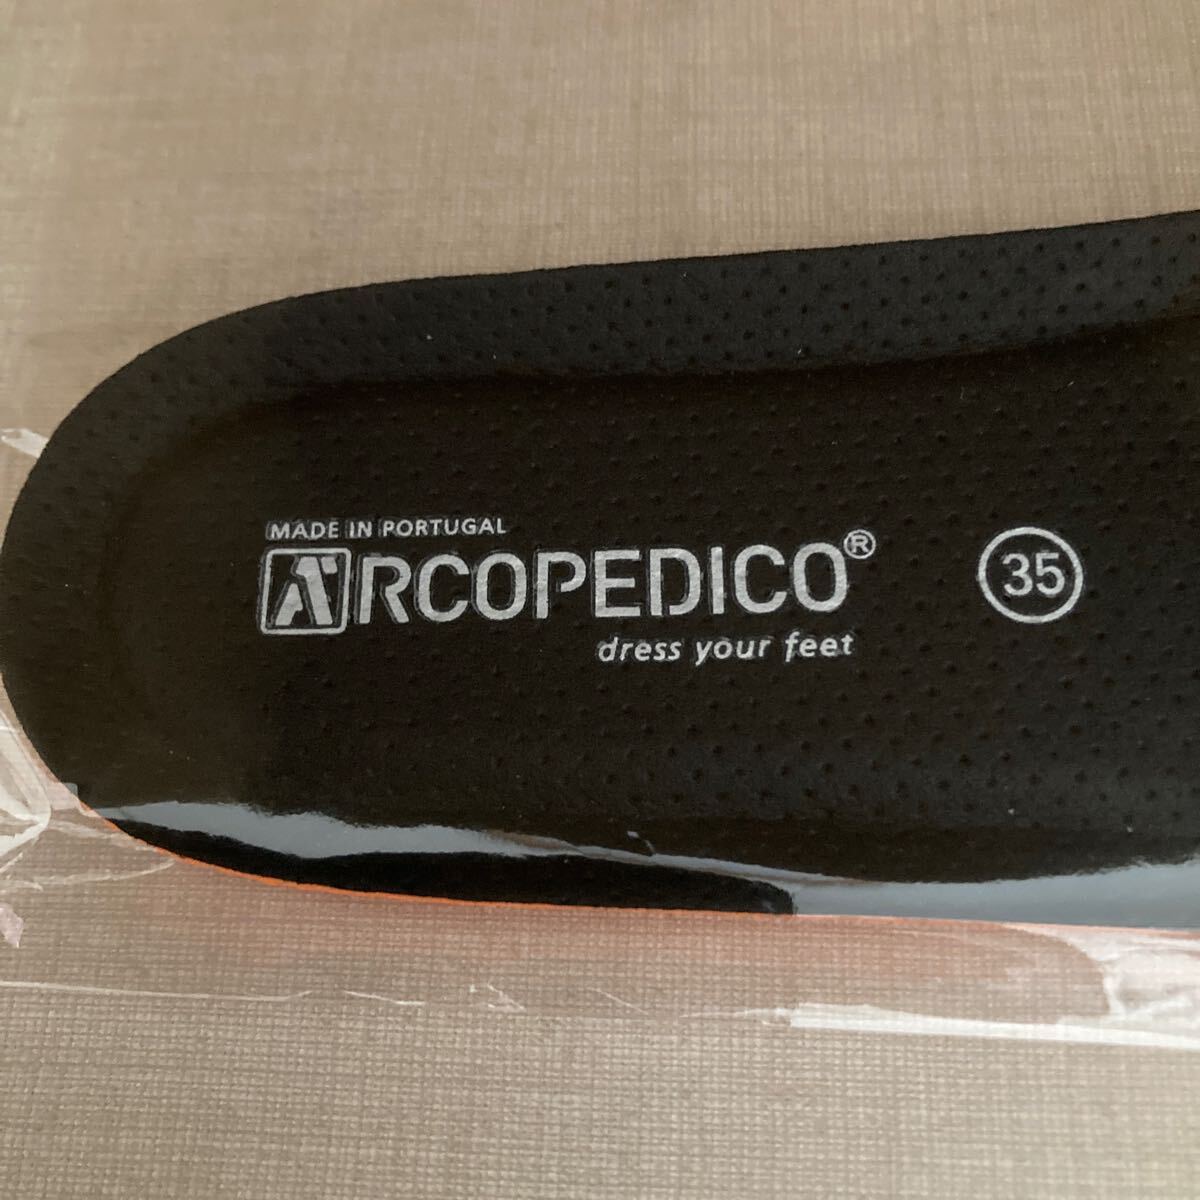 MADE IN PORTUGAL
ARCOPEDICO®
35
dress your feet